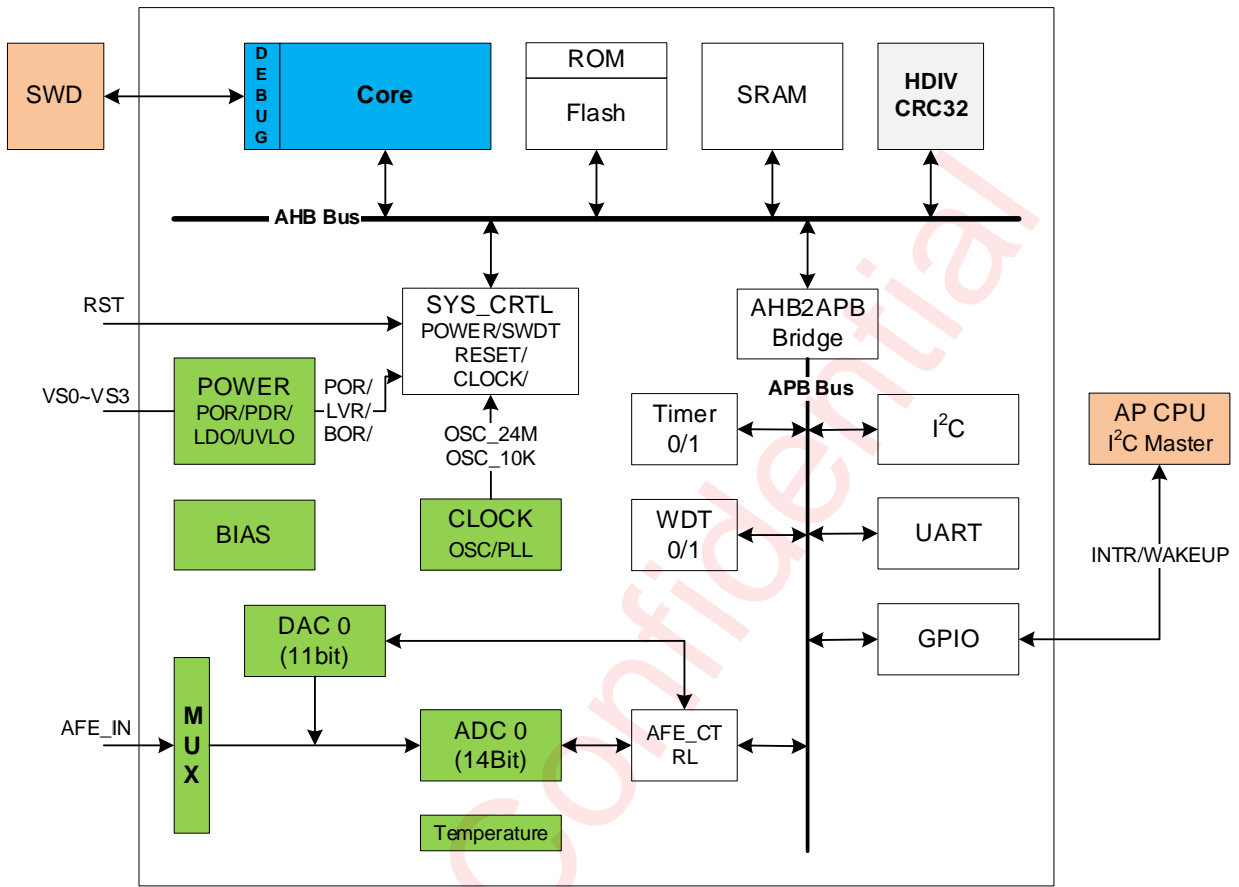 SWD
D
E
B
U
G
Core
ROM
Flash
SRAM
HDIV
CRC32
AHB Bus
RST
SYS_CRTL
POWER/SWDT
RESET/
CLOCK/
AHB2APB
Bridge
VS0~VS3
POWER
POR/PDR/
LDO/UVLO
POR/
LVR/
BOR/
APB Bus
OSC_24M
OSC_10K
Timer
0/1
I²C
AP CPU
I²C Master
BIAS
CLOCK
OSC/PLL
WDT
0/1
UART
INTR/WAKEUP
DAC 0
(11bit)
GPIO
AFE_IN
M
U
X
ADC 0
(14Bit)
AFE_CT
RL
Temperature
Confidential